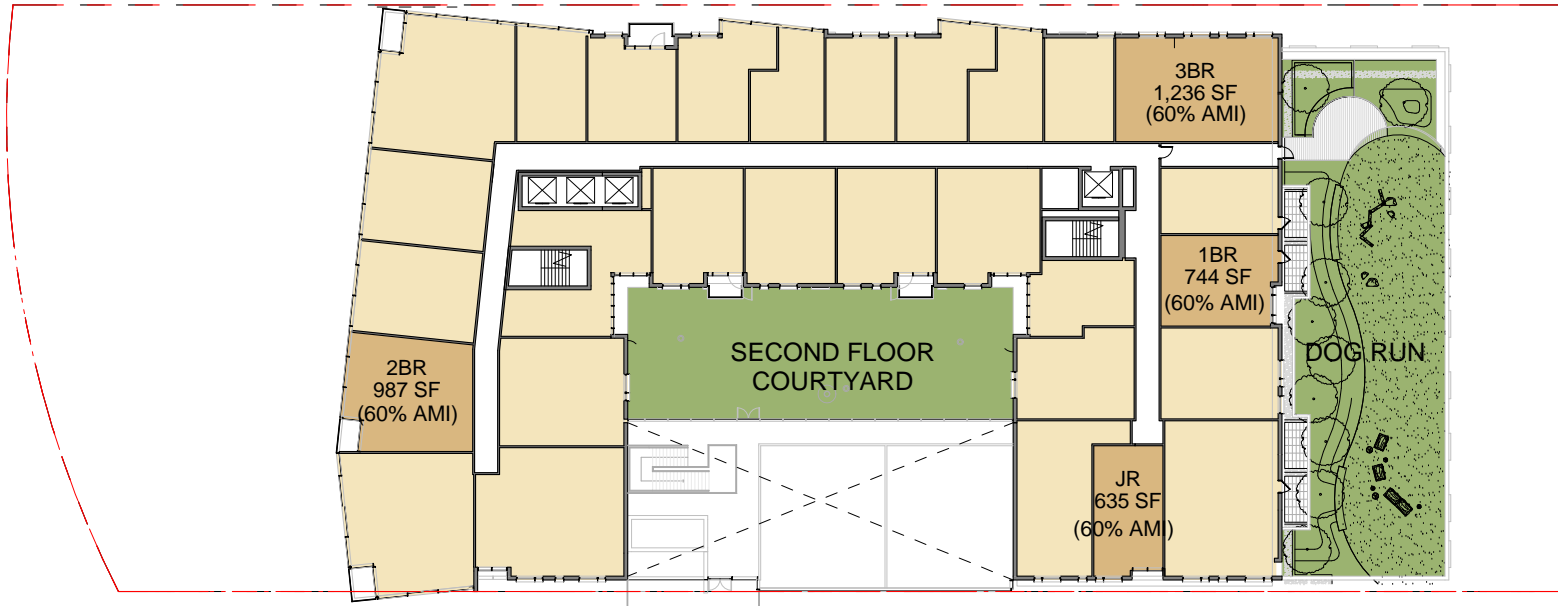 3BR
1,236 SF
(60% AMI)
1BR
744 SF
(60% AMI)
SECOND FLOOR
COURTYARD
DOG RUN
2BR
987 SF
(60% AMI)
JR
635 SF
(60% AMI)